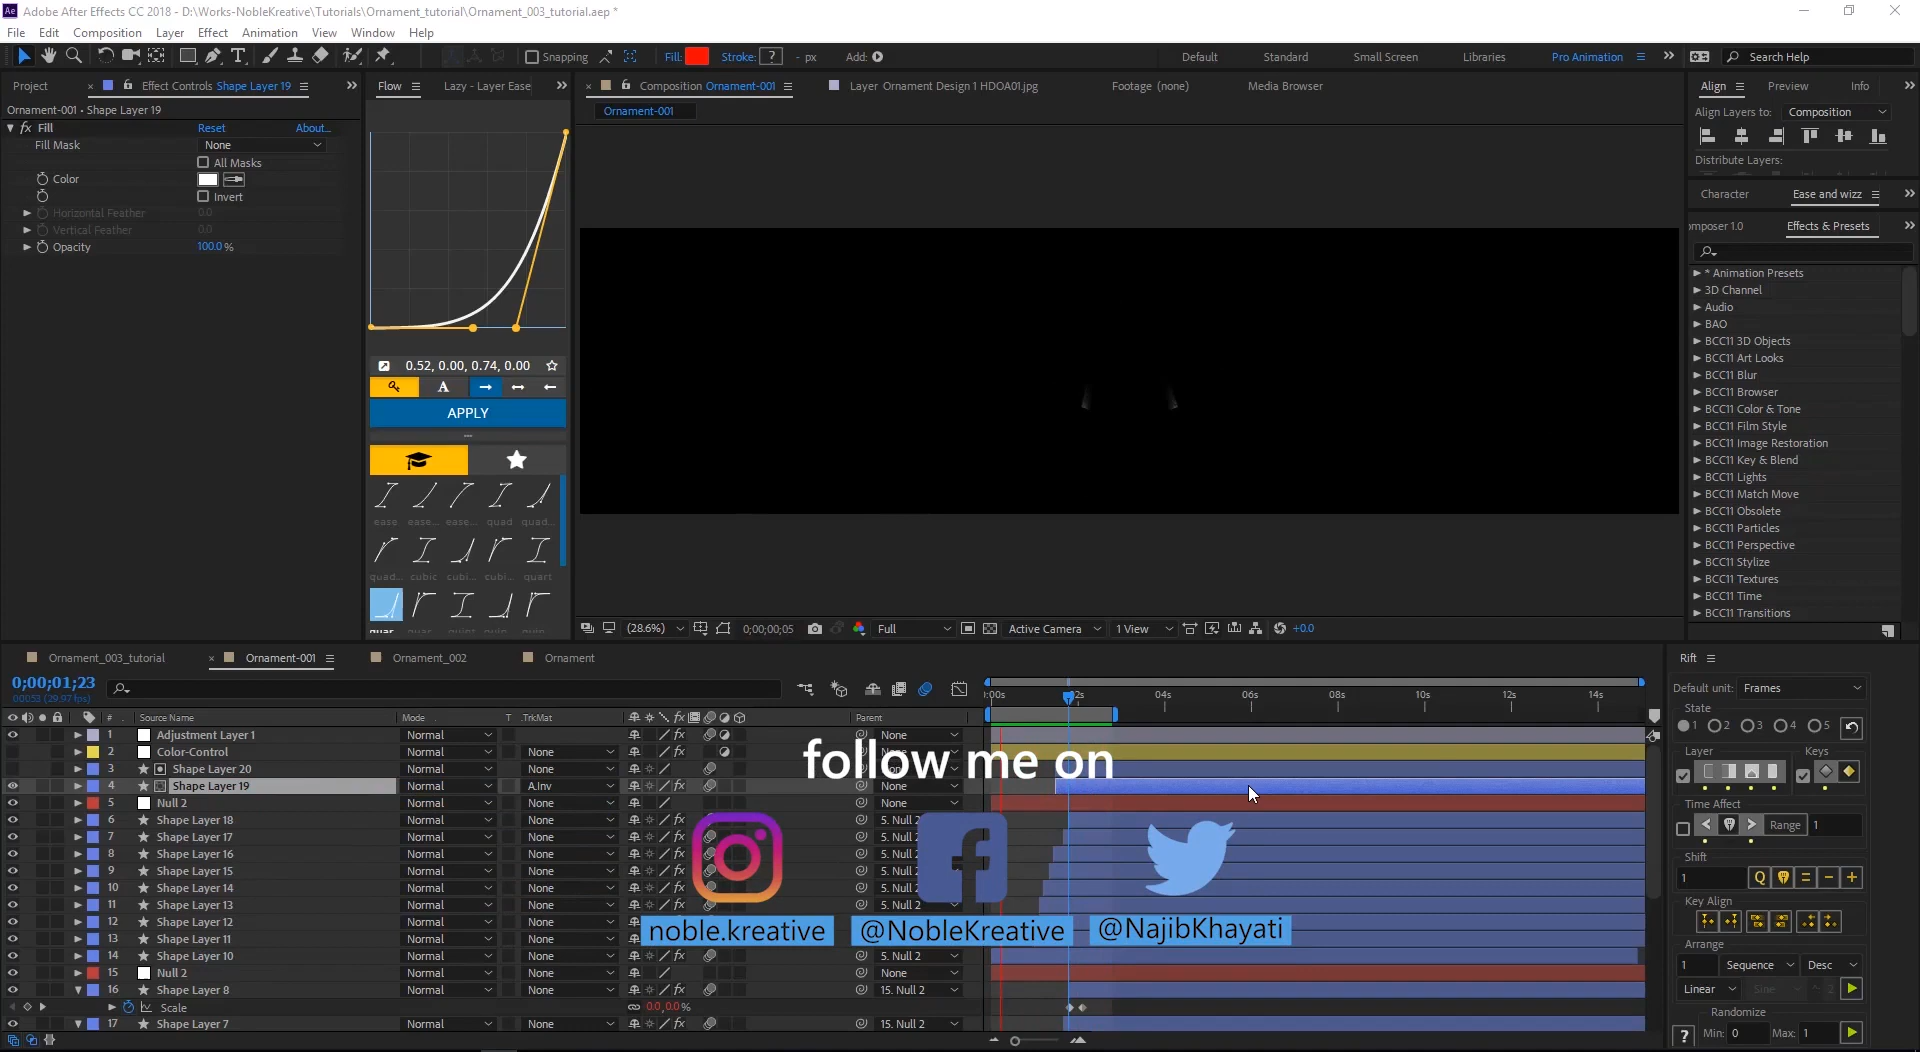 Adobe After Effects CC 2018 - D:\Works-NobleKreative\Tutorials\Ornament_tutorial\Ornament_003_tutorial.aep *
File Edit Composition Layer Effect Animation View Window Help
Snapping Fill: Stroke: ? - px Add: Default Standard Small Screen Libraries Pro Animation Search Help
Project Effect Controls Shape Layer 19 Flow Lazy - Layer Ease Composition Ornament-001 Layer Ornament Design 1 HDOA01.jpg Footage (none) Media Browser Align Preview Info
Ornament-001 • Shape Layer 19
Ornament-001
Align Layers to: Composition
fx Fill Reset About...
Fill Mask None
All Masks
Distribute Layers:
Color
Invert
Character Ease and wizz
Horizontal Feather 0.0
Vertical Feather 0.0
omposer 1.0 Effects & Presets
Opacity 100.0 %
* Animation Presets
3D Channel
Audio
BAO
BCC11 3D Objects
BCC11 Art Looks
BCC11 Blur
BCC11 Browser
BCC11 Color & Tone
BCC11 Film Style
BCC11 Image Restoration
BCC11 Key & Blend
BCC11 Lights
BCC11 Match Move
BCC11 Obsolete
BCC11 Particles
BCC11 Perspective
BCC11 Stylize
BCC11 Textures
BCC11 Time
BCC11 Transitions
0.52, 0.00, 0.74, 0.00
A
APPLY
ease ease... ease... quad quad...
quad... cubic cubi... cubi... quart
(28.6%) 0;00;00;05 Full Active Camera 1 View +0.0
Ornament_003_tutorial Ornament-001 Ornament_002 Ornament
Rift
0;00;01;23
00053 (29.97 fps)
Default unit: Frames
:00s 02s 04s 06s 08s 10s 12s 14s
State
1 2 3 4 5
# Source Name Mode T .TrkMat fx Parent
1 Adjustment Layer 1 Normal None
2 Color-Control Normal None None
3 Shape Layer 20 Normal None None
4 Shape Layer 19 Normal A.Inv None
5 Null 2 Normal None None
6 Shape Layer 18 Normal None 5. Null 2
7 Shape Layer 17 Normal None 5. Null 2
8 Shape Layer 16 Normal None 5. Null 2
9 Shape Layer 15 Normal None 5. Null 2
10 Shape Layer 14 Normal None 5. Null 2
11 Shape Layer 13 Normal None 5. Null 2
12 Shape Layer 12 Normal None
13 Shape Layer 11 Normal None
14 Shape Layer 10 Normal None 5. Null 2
15 Null 2 Normal None None
16 Shape Layer 8 Normal None 15. Null 2
Scale 0.0,0.0 %
17 Shape Layer 7 Normal None 15. Null 2
follow me on
noble.kreative @NobleKreative @NajibKhayati
Layer Keys
Time Affect
Range 1
Shift
1 Q = - +
Key Align
Arrange
1 Sequence Desc
Linear Sine 2
Randomize
? Min: 0 Max: 1